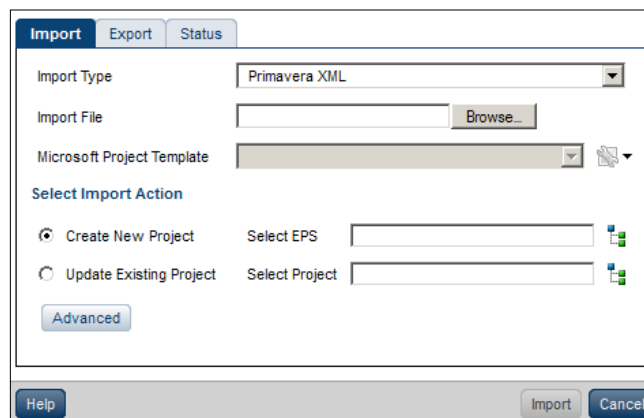 Import Export Status
Import Type Primavera XML
Import File Browse...
Microsoft Project Template
Select Import Action
Create New Project Select EPS
Update Existing Project Select Project
Advanced
Help Import Cancel